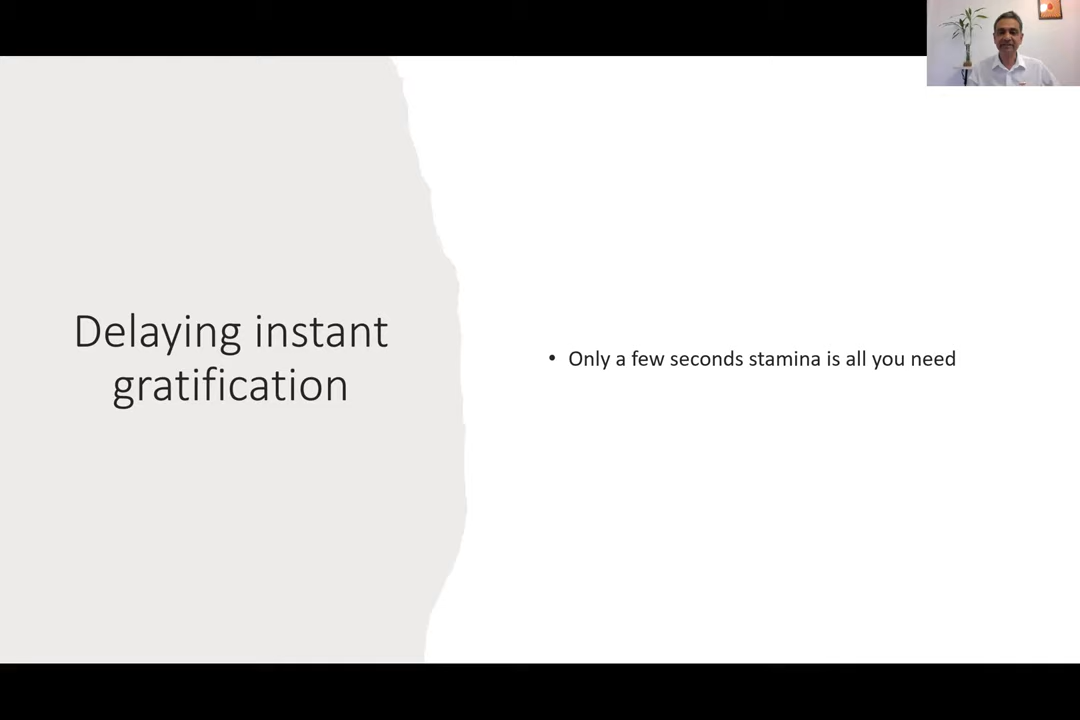 Delaying instant
gratification
• Only a few seconds stamina is all you need